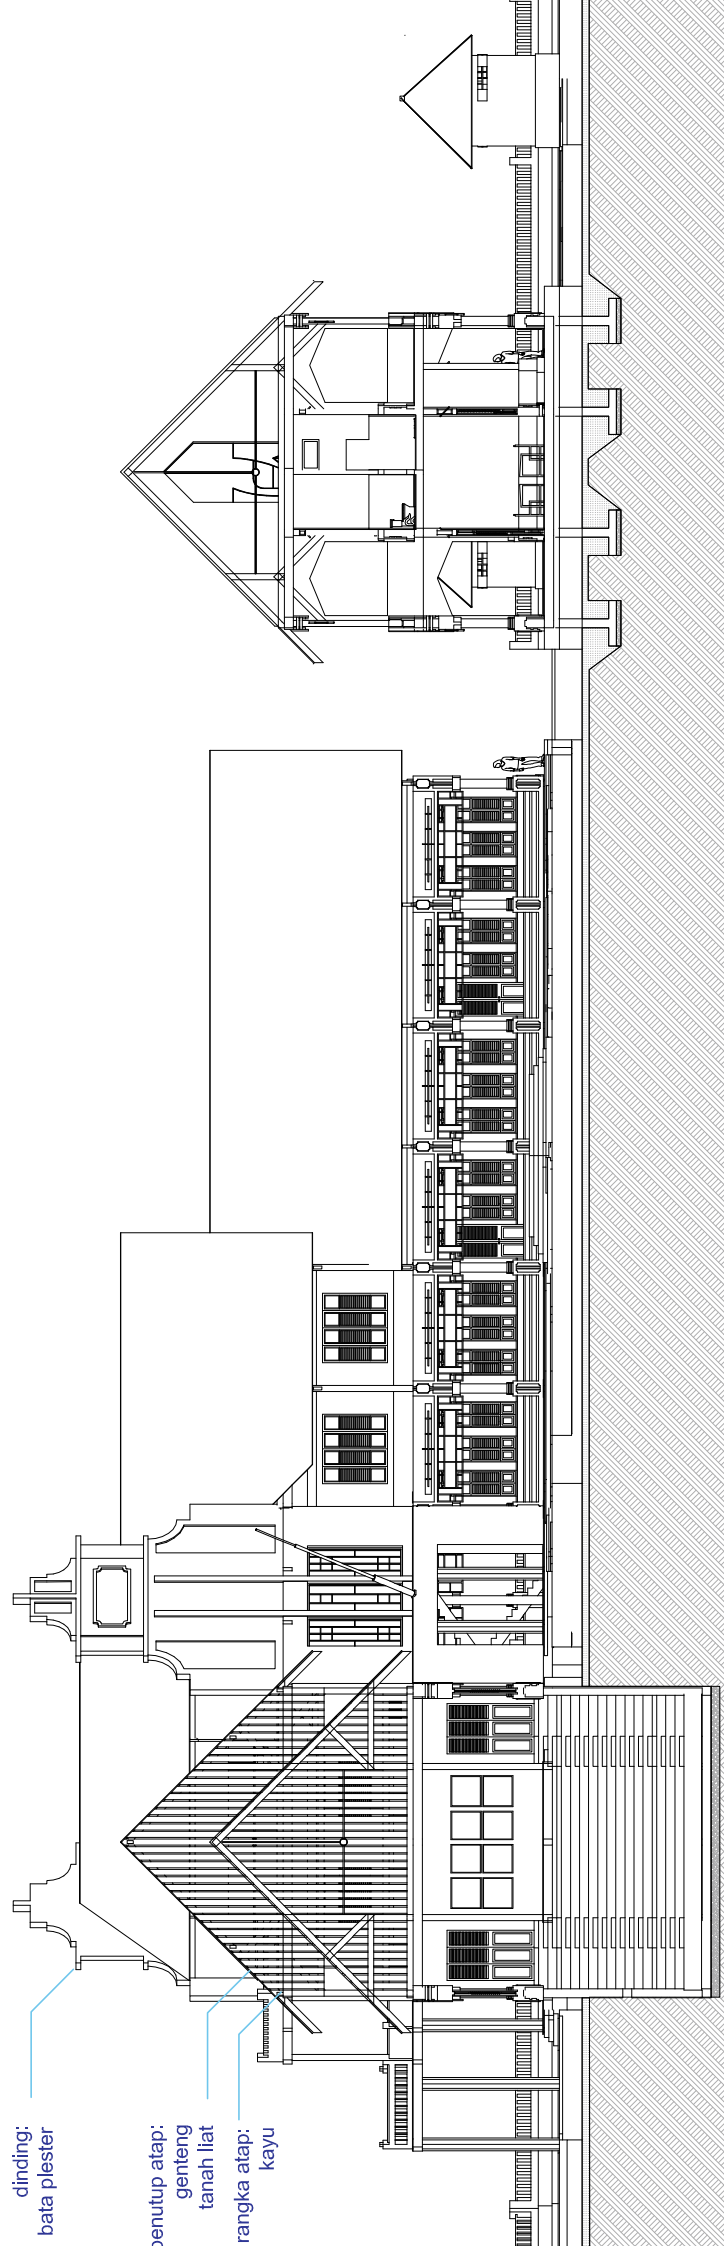 dinding:
bata plester
penutup atap:
genteng
tanah liat
rangka atap:
kayu